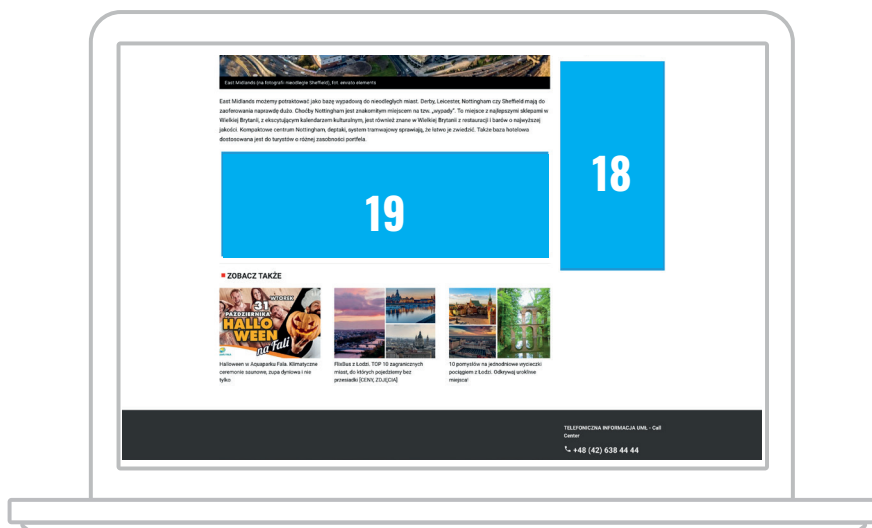 East Midlands (na fotografii nieodległe Sheffield), fot. envato elements
East Midlands możemy potraktować jako bazę wypadową do nieodległych miast. Derby, Leicester, Nottingham czy Sheffield mają do
zaoferowania naprawdę dużo. Choćby Nottingham jest znakomitym miejscem na tzw. „wypady”. To miejsce z najlepszymi sklepami w
Wielkiej Brytanii, z ekscytującym kalendarzem kulturalnym, jest również znane w Wielkiej Brytanii z restauracji i barów o najwyższej
jakości. Kompaktowe centrum Nottingham, deptaki, system tramwajowy sprawiają, że łatwo je zwiedzić. Także baza hotelowa
dostosowana jest do turystów o różnej zasobności portfela.
18
19
ZOBACZ TAKŻE
WTOREK
31
PAŹDZIERNIKA
HALLO
WEEN
na Fali
Halloween w Aquaparku Fala. Klimatyczne
ceremonie saunowe, zupa dyniowa i nie
tylko
FlixBus z Łodzi. TOP 10 zagranicznych
miast, do których pojedziemy bez
przesiadki [CENY, ZDJĘCIA]
10 pomysłów na jednodniowe wycieczki
pociągiem z Łodzi. Odkrywaj urokliwe
miejsca!
TELEFONICZNA INFORMACJA UMŁ - Call
Center
+48 (42) 638 44 44